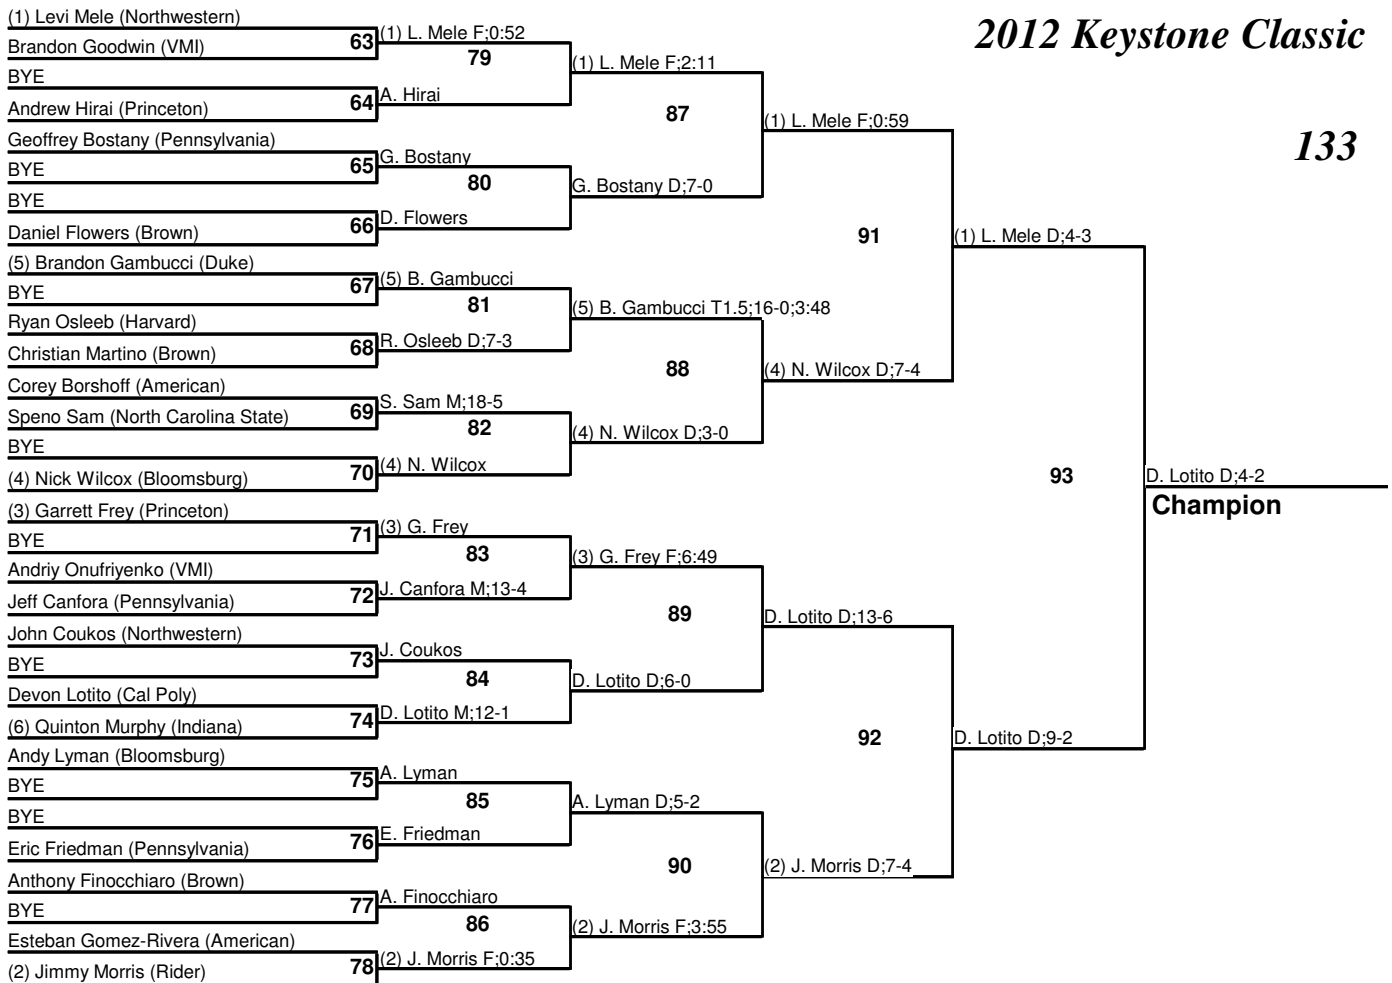 2012 Keystone Classic
133
(1) Levi Mele (Northwestern)
Brandon Goodwin (VMI)
BYE
Andrew Hirai (Princeton)
Geoffrey Bostany (Pennsylvania)
BYE
BYE
Daniel Flowers (Brown)
(5) Brandon Gambucci (Duke)
BYE
Ryan Osleeb (Harvard)
Christian Martino (Brown)
Corey Borshoff (American)
Speno Sam (North Carolina State)
BYE
(4) Nick Wilcox (Bloomsburg)
(3) Garrett Frey (Princeton)
BYE
Andriy Onufriyenko (VMI)
Jeff Canfora (Pennsylvania)
John Coukos (Northwestern)
BYE
Devon Lotito (Cal Poly)
(6) Quinton Murphy (Indiana)
Andy Lyman (Bloomsburg)
BYE
BYE
Eric Friedman (Pennsylvania)
Anthony Finocchiaro (Brown)
BYE
Esteban Gomez-Rivera (American)
(2) Jimmy Morris (Rider)
63
64
65
66
67
68
69
70
71
72
73
74
75
76
77
78
(1) L. Mele F;0:52
A. Hirai
G. Bostany
D. Flowers
(5) B. Gambucci
R. Osleeb D;7-3
S. Sam M;18-5
(4) N. Wilcox
(3) G. Frey
J. Canfora M;13-4
J. Coukos
D. Lotito M;12-1
A. Lyman
E. Friedman
A. Finocchiaro
(2) J. Morris F;0:35
79
80
81
82
83
84
85
86
(1) L. Mele F;2:11
G. Bostany D;7-0
(5) B. Gambucci T1.5;16-0;3:48
(4) N. Wilcox D;3-0
(3) G. Frey F;6:49
D. Lotito D;6-0
A. Lyman D;5-2
(2) J. Morris F;3:55
87
88
89
90
(1) L. Mele F;0:59
(4) N. Wilcox D;7-4
D. Lotito D;13-6
(2) J. Morris D;7-4
91
92
(1) L. Mele D;4-3
D. Lotito D;9-2
93
D. Lotito D;4-2
Champion